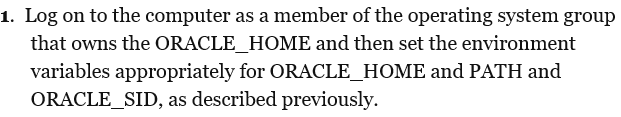 1. Log on to the computer as a member of the operating system group
that owns the ORACLE_HOME and then set the environment
variables appropriately for ORACLE_HOME and PATH and
ORACLE_SID, as described previously.